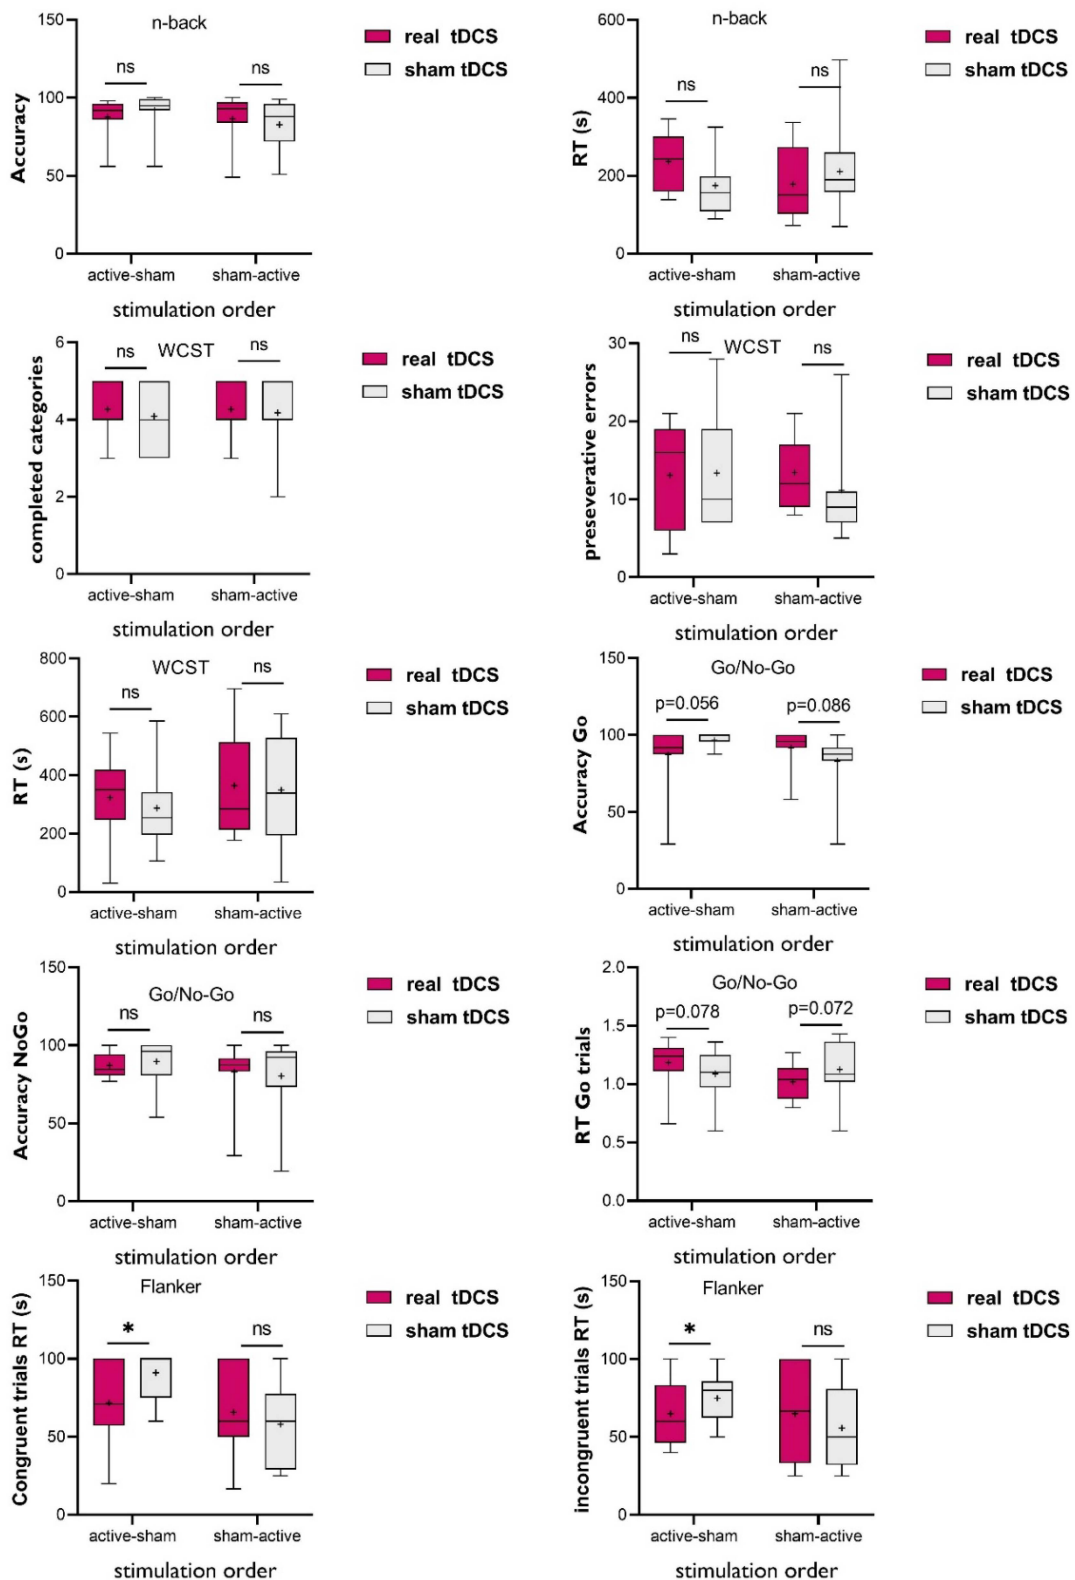 n-back
real tDCS
sham tDCS
Accuracy
150
100
50
0
ns
ns
active-sham
sham-active
stimulation order
n-back
real tDCS
sham tDCS
RT (s)
600
400
200
0
ns
ns
active-sham
sham-active
stimulation order
WCST
real tDCS
sham tDCS
completed categories
6
4
2
0
ns
ns
active-sham
sham-active
stimulation order
WCST
real tDCS
sham tDCS
preseverative errors
30
20
10
0
ns
ns
active-sham
sham-active
stimulation order
WCST
real tDCS
sham tDCS
RT (s)
800
600
400
200
0
ns
ns
active-sham
sham-active
stimulation order
Go/No-Go
real tDCS
sham tDCS
Accuracy Go
150
100
50
0
p=0.056
p=0.086
active-sham
sham-active
stimulation order
Go/No-Go
real tDCS
sham tDCS
Accuracy NoGo
150
100
50
0
ns
ns
active-sham
sham-active
stimulation order
Go/No-Go
real tDCS
sham tDCS
RT Go trials
2.0
1.5
1.0
0.5
0.0
p=0.078
p=0.072
active-sham
sham-active
stimulation order
Flanker
real tDCS
sham tDCS
Congruent trials RT (s)
150
100
50
0
*
ns
active-sham
sham-active
stimulation order
Flanker
real tDCS
sham tDCS
incongruent trials RT (s)
150
100
50
0
*
ns
active-sham
sham-active
stimulation order